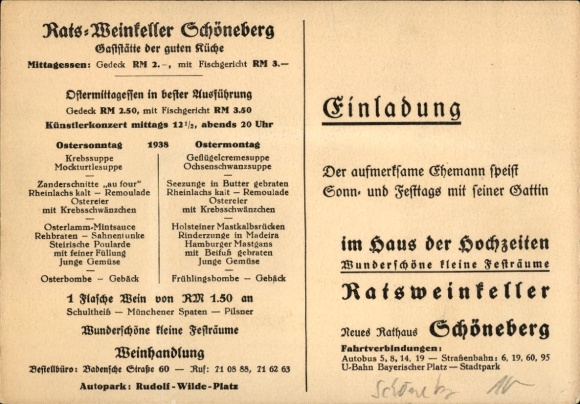 Rats-Weinkeller Schöneberg
Gaststätte der guten Küche
Mittagessen: Gedeck RM 2.-, mit Fischgericht RM 3.—
Ostermittagessen in bester Ausführung
Gedeck RM 2.50, mit Fischgericht RM 3.50
Künstlerkonzert mittags 12½, abends 20 Uhr
Ostersonntag 1938 Ostermontag
Krebssuppe
Mockturtlesuppe
—
Zanderschnitte „au four"
Rheinlachs kalt – Remoulade
Ostereier
mit Krebsschwänzchen
—
Osterlamm-Mintsauce
Rehbraten – Sahnentunke
Steirische Poularde
mit feiner Füllung
Junge Gemüse
—
Osterbombe – Gebäck
Geflügelcremesuppe
Ochsenschwanzsuppe
—
Seezunge in Butter gebraten
Rheinlachs kalt – Remoulade
Ostereier
mit Krebsschwänzchen
—
Holsteiner Mastkalbsrücken
Rinderzunge in Madeira
Hamburger Mastgans
mit Beifuß gebraten
Junge Gemüse
—
Frühlingsbombe – Gebäck
1 Flasche Wein von RM 1.50 an
Schultheiß – Münchener Spaten – Pilsner
Wunderschöne kleine Festräume
Weinhandlung
Bestellbüro: Badensche Straße 60 – Ruf: 71 08 88, 71 62 63
Autopark: Rudolf-Wilde-Platz
Einladung
Der aufmerksame Ehemann speist
Sonn- und Festtags mit seiner Gattin
im Haus der Hochzeiten
Wunderschöne kleine Festräume
Ratsweinkeller
Neues Rathaus Schöneberg
Fahrtverbindungen:
Autobus 5, 8, 14, 19 – Straßenbahn: 6, 19, 60, 95
U-Bahn Bayerischer Platz – Stadtpark